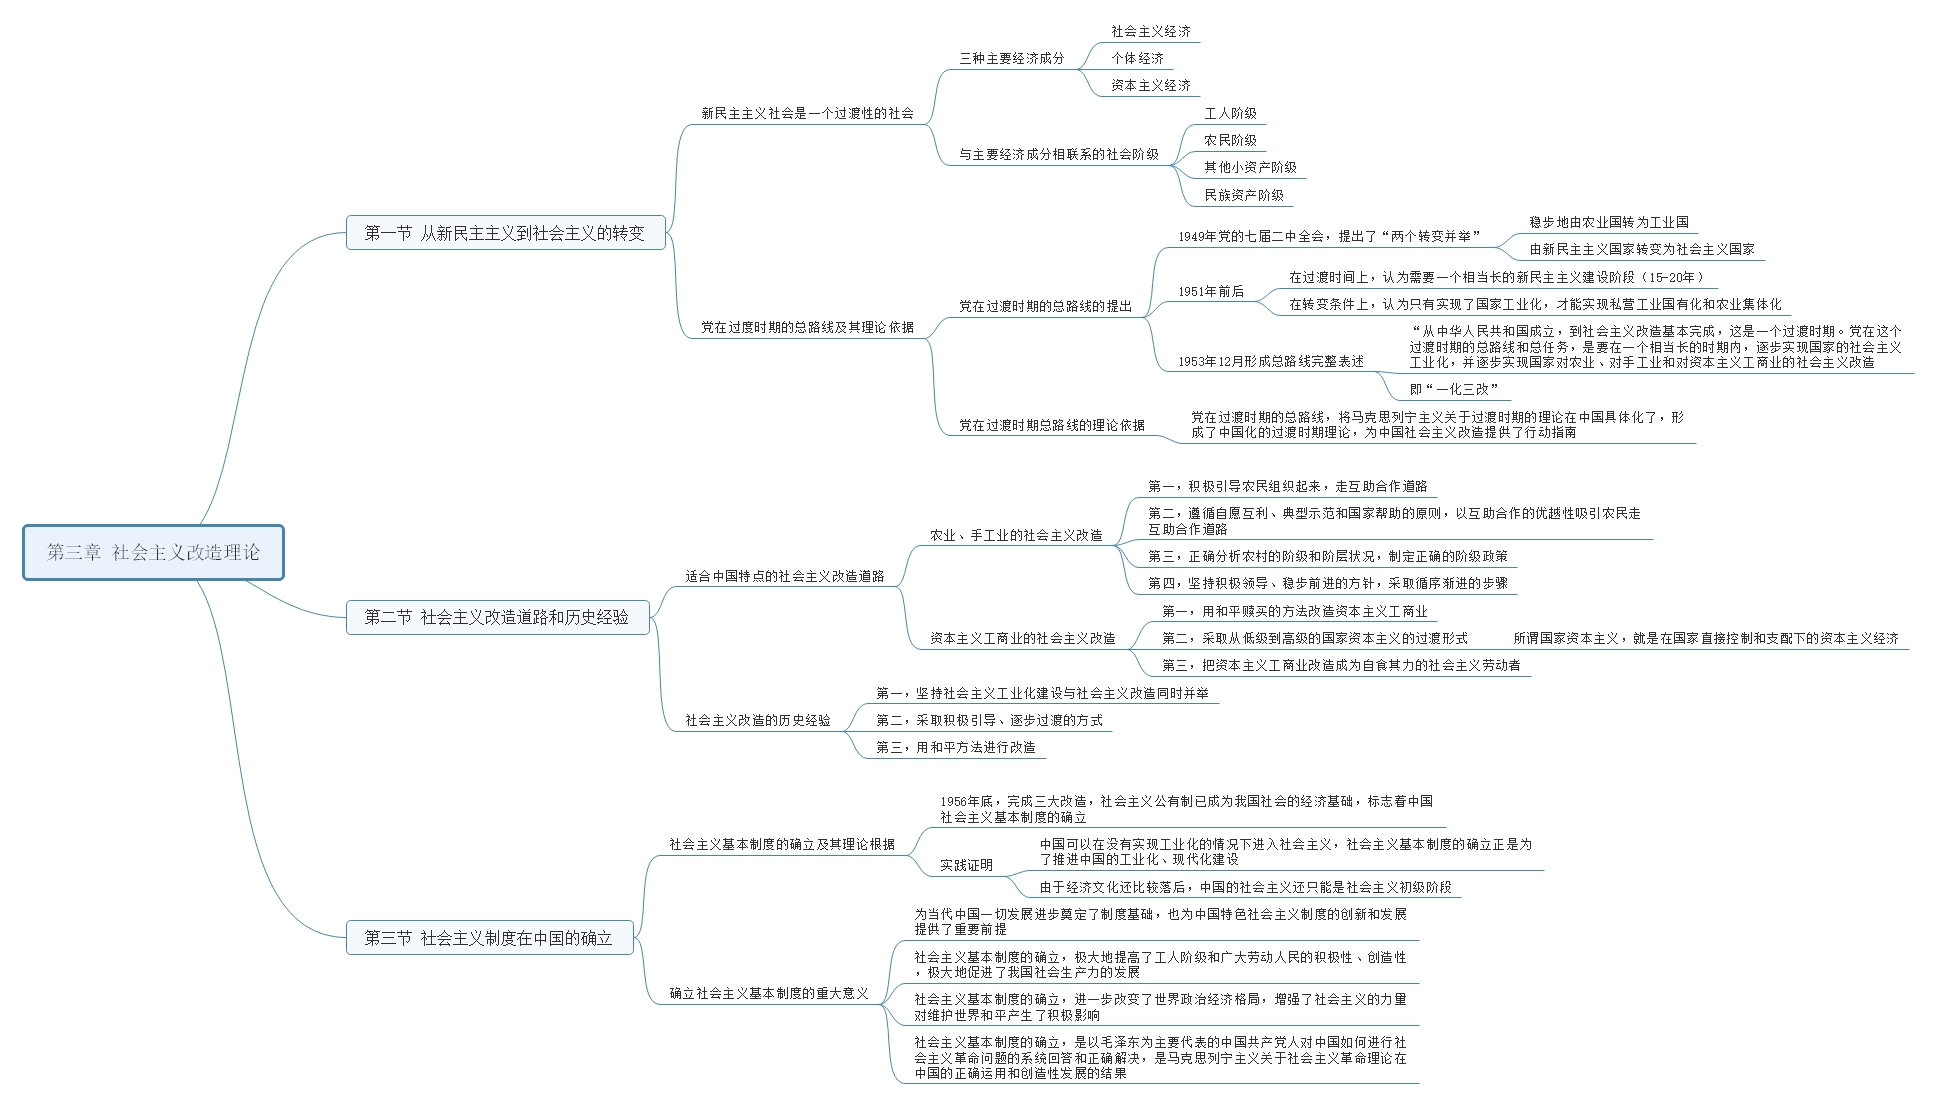 第三章 社会主义改造理论
第一节 从新民主主义到社会主义的转变
新民主主义社会是一个过渡性的社会
三种主要经济成分
社会主义经济
个体经济
资本主义经济
与主要经济成分相联系的社会阶级
工人阶级
农民阶级
其他小资产阶级
民族资产阶级
党在过度时期的总路线及其理论依据
党在过渡时期的总路线的提出
1949年党的七届二中全会，提出了“两个转变并举”
稳步地由农业国转为工业国
由新民主主义国家转变为社会主义国家
1951年前后
在过渡时间上，认为需要一个相当长的新民主主义建设阶段（15-20年）
在转变条件上，认为只有实现了国家工业化，才能实现私营工业国有化和农业集体化
1953年12月形成总路线完整表述
“从中华人民共和国成立，到社会主义改造基本完成，这是一个过渡时期。党在这个
过渡时期的总路线和总任务，是要在一个相当长的时期内，逐步实现国家的社会主义
工业化，并逐步实现国家对农业、对手工业和对资本主义工商业的社会主义改造
即“一化三改”
党在过渡时期总路线的理论依据
党在过渡时期的总路线，将马克思列宁主义关于过渡时期的理论在中国具体化了，形
成了中国化的过渡时期理论，为中国社会主义改造提供了行动指南
第二节 社会主义改造道路和历史经验
适合中国特点的社会主义改造道路
农业、手工业的社会主义改造
第一，积极引导农民组织起来，走互助合作道路
第二，遵循自愿互利、典型示范和国家帮助的原则，以互助合作的优越性吸引农民走
互助合作道路
第三，正确分析农村的阶级和阶层状况，制定正确的阶级政策
第四，坚持积极领导、稳步前进的方针，采取循序渐进的步骤
资本主义工商业的社会主义改造
第一，用和平赎买的方法改造资本主义工商业
第二，采取从低级到高级的国家资本主义的过渡形式
所谓国家资本主义，就是在国家直接控制和支配下的资本主义经济
第三，把资本主义工商业改造成为自食其力的社会主义劳动者
社会主义改造的历史经验
第一，坚持社会主义工业化建设与社会主义改造同时并举
第二，采取积极引导、逐步过渡的方式
第三，用和平方法进行改造
第三节 社会主义制度在中国的确立
社会主义基本制度的确立及其理论根据
1956年底，完成三大改造，社会主义公有制已成为我国社会的经济基础，标志着中国
社会主义基本制度的确立
实践证明
中国可以在没有实现工业化的情况下进入社会主义，社会主义基本制度的确立正是为
了推进中国的工业化、现代化建设
由于经济文化还比较落后，中国的社会主义还只能是社会主义初级阶段
确立社会主义基本制度的重大意义
为当代中国一切发展进步奠定了制度基础，也为中国特色社会主义制度的创新和发展
提供了重要前提
社会主义基本制度的确立，极大地提高了工人阶级和广大劳动人民的积极性、创造性
，极大地促进了我国社会生产力的发展
社会主义基本制度的确立，进一步改变了世界政治经济格局，增强了社会主义的力量
对维护世界和平产生了积极影响
社会主义基本制度的确立，是以毛泽东为主要代表的中国共产党人对中国如何进行社
会主义革命问题的系统回答和正确解决，是马克思列宁主义关于社会主义革命理论在
中国的正确运用和创造性发展的结果